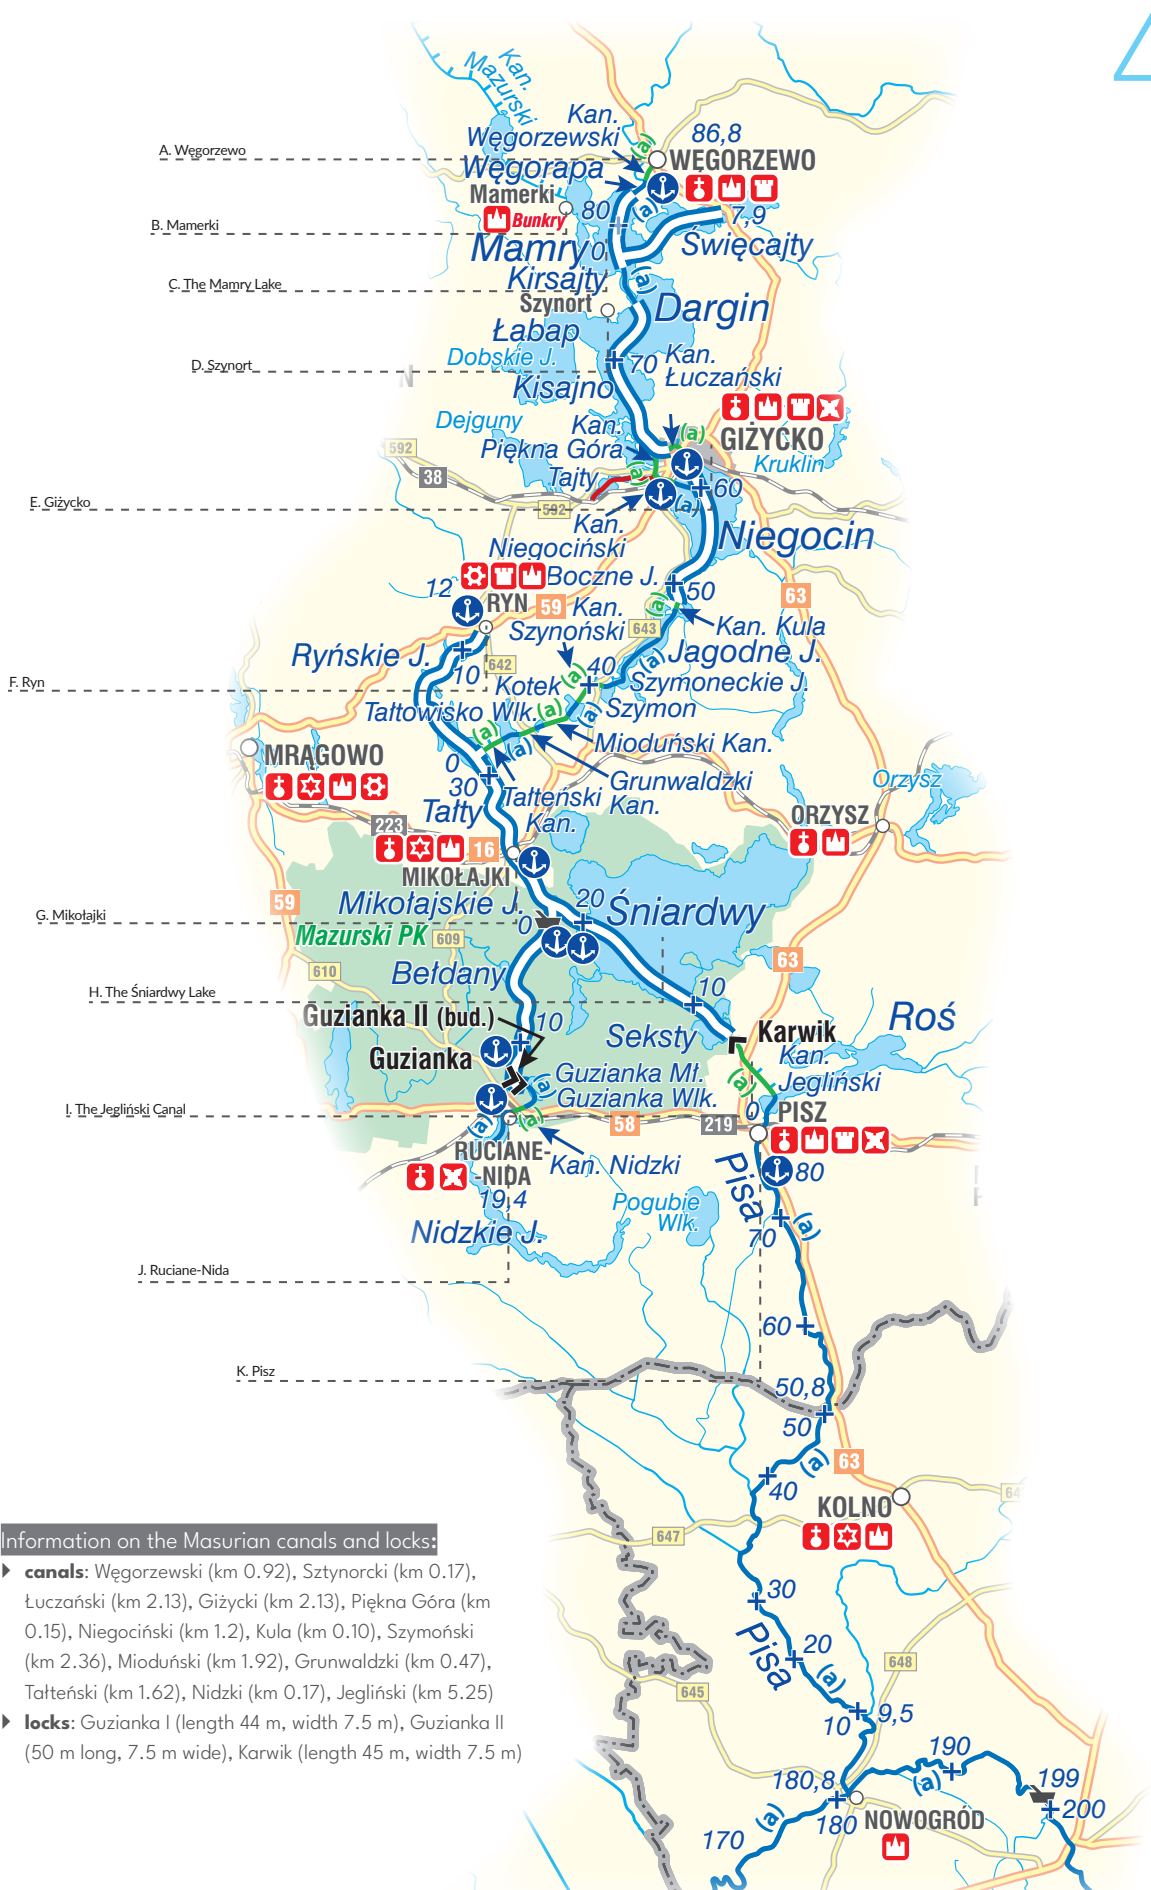 Kan.
Mazurski
Kan.
Węgorzewski
(a)
86,8
A. Węgorzewo
WĘGORZEWO
Węgorapa
Mamerki
Bunkry
80
(a)
7,9
B. Mamerki
Mamry
0
Święcajty
Kirsajty
(a)
C. The Mamry Lake
Szynort
Dargin
Łabap
Dobskie J.
70
Kan.
Łuczański
D. Szynort
N
Kisajno
Dejguny
Kan.
Piękna Góra
(a)
GIŻYCKO
592
38
Tajty
(a)
Kruklin
60
E. Giżycko
592
(a)
Kan.
Niegociński
Niegocin
Boczne J.
12
RYN
59
50
63
Kan.
Szynoński
643
(a)
Kan. Kula
Ryńskie J.
(a)
Jagodne J.
642
40
10
(a)
Kotek
Szymoneckie J.
F. Ryn
Tałtowisko Wlk.
(a)
(a)
Szymon
(a)
(a)
Mioduński Kan.
MRĄGOWO
0
30
Grunwaldzki
Kan.
Orzysz
Tałty
Tałteński
Kan.
ORZYSZ
223
16
MIKOŁAJKI
59
Mikołajskie J.
20
Śniardwy
G. Mikołajki
0
Mazurski PK
609
610
Bełdany
63
10
H. The Śniardwy Lake
Guzianka II (bud.)
10
Seksty
Karwik
Roś
Guzianka
Kan.
Jegliński
(a)
Guzianka Mł.
Guzianka Wlk.
(a)
0
PISZ
I. The Jegliński Canal
(a)
(a)
58
219
RUCIANE-
-NIDA
Kan. Nidzki
Pisa
80
19,4
Pogubie
Wlk.
(a)
70
Nidzkie J.
J. Ruciane-Nida
60
K. Pisz
50,8
50
(a)
63
40
KOLNO
64
647
30
Pisa
20
(a)
648
645
10
9,5
190
180,8
(a)
199
200
(a)
180
NOWOGRÓD
170
Information on the Masurian canals and locks:
canals: Węgorzewski (km 0.92), Sztynorcki (km 0.17),
Łuczański (km 2.13), Giżycki (km 2.13), Piękna Góra (km
0.15), Niegociński (km 1.2), Kula (km 0.10), Szymoński
(km 2.36), Mioduński (km 1.92), Grunwaldzki (km 0.47),
Tałteński (km 1.62), Nidzki (km 0.17), Jegliński (km 5.25)
locks: Guzianka I (length 44 m, width 7.5 m), Guzianka II
(50 m long, 7.5 m wide), Karwik (length 45 m, width 7.5 m)